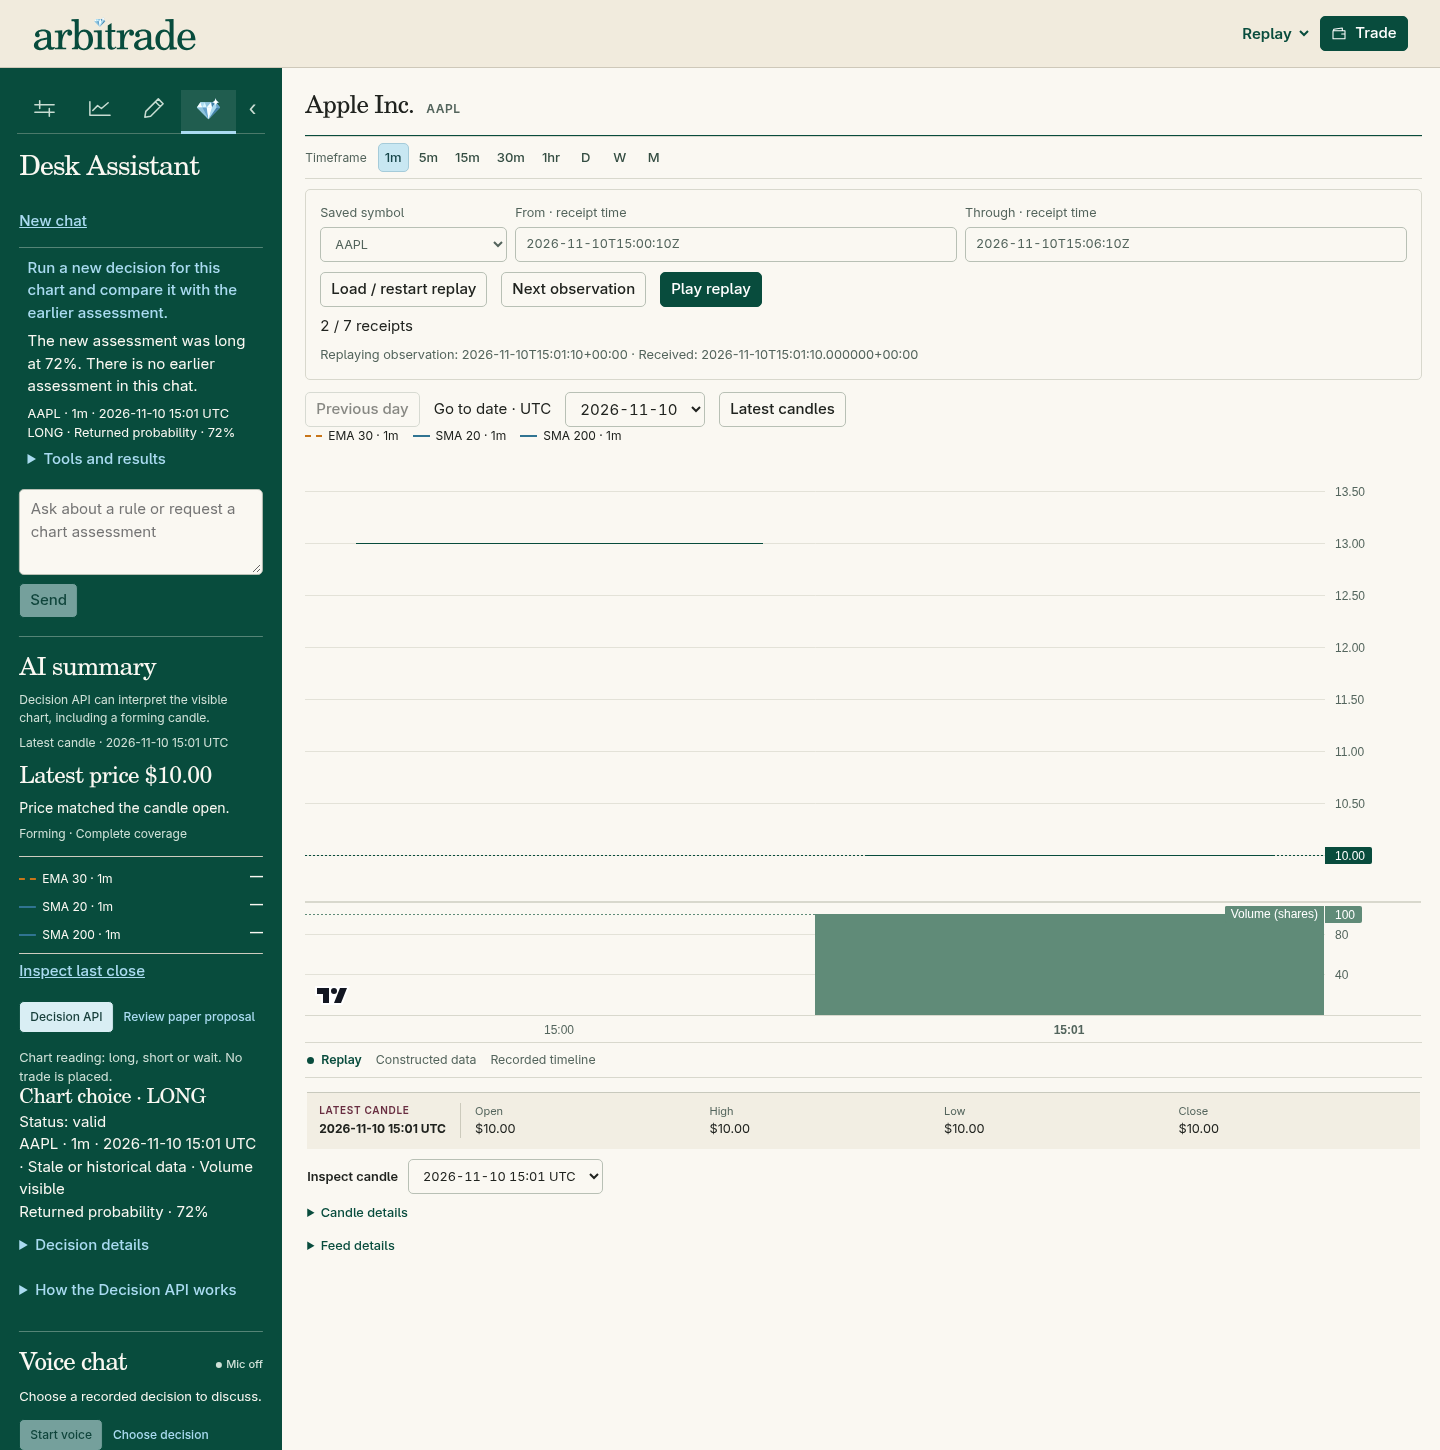 arbitrade
Replay
Trade
Desk Assistant
New chat
Run a new decision for this
chart and compare it with the
earlier assessment.
The new assessment was long
at 72%. There is no earlier
assessment in this chat.
AAPL · 1m · 2026-11-10 15:01 UTC
LONG · Returned probability · 72%
Tools and results
Ask about a rule or request a
chart assessment
Send
AI summary
Decision API can interpret the visible
chart, including a forming candle.
Latest candle · 2026-11-10 15:01 UTC
Latest price $10.00
Price matched the candle open.
Forming · Complete coverage
EMA 30 · 1m —
SMA 20 · 1m —
SMA 200 · 1m —
Inspect last close
Decision API Review paper proposal
Chart reading: long, short or wait. No
trade is placed.
Chart choice · LONG
Status: valid
AAPL · 1m · 2026-11-10 15:01 UTC
· Stale or historical data · Volume
visible
Returned probability · 72%
Decision details
How the Decision API works
Voice chat Mic off
Choose a recorded decision to discuss.
Start voice Choose decision
Apple Inc. AAPL
Timeframe 1m 5m 15m 30m 1hr D W M
Saved symbol From · receipt time Through · receipt time
AAPL 2026-11-10T15:00:10Z 2026-11-10T15:06:10Z
Load / restart replay Next observation Play replay
2 / 7 receipts
Replaying observation: 2026-11-10T15:01:10+00:00 · Received: 2026-11-10T15:01:10.000000+00:00
Previous day Go to date · UTC 2026-11-10 Latest candles
EMA 30 · 1m SMA 20 · 1m SMA 200 · 1m
13.50
13.00
12.50
12.00
11.50
11.00
10.50
10.00
Volume (shares) 100
80
40
15:00 15:01
Replay Constructed data Recorded timeline
LATEST CANDLE Open High Low Close
2026-11-10 15:01 UTC $10.00 $10.00 $10.00 $10.00
Inspect candle 2026-11-10 15:01 UTC
Candle details
Feed details